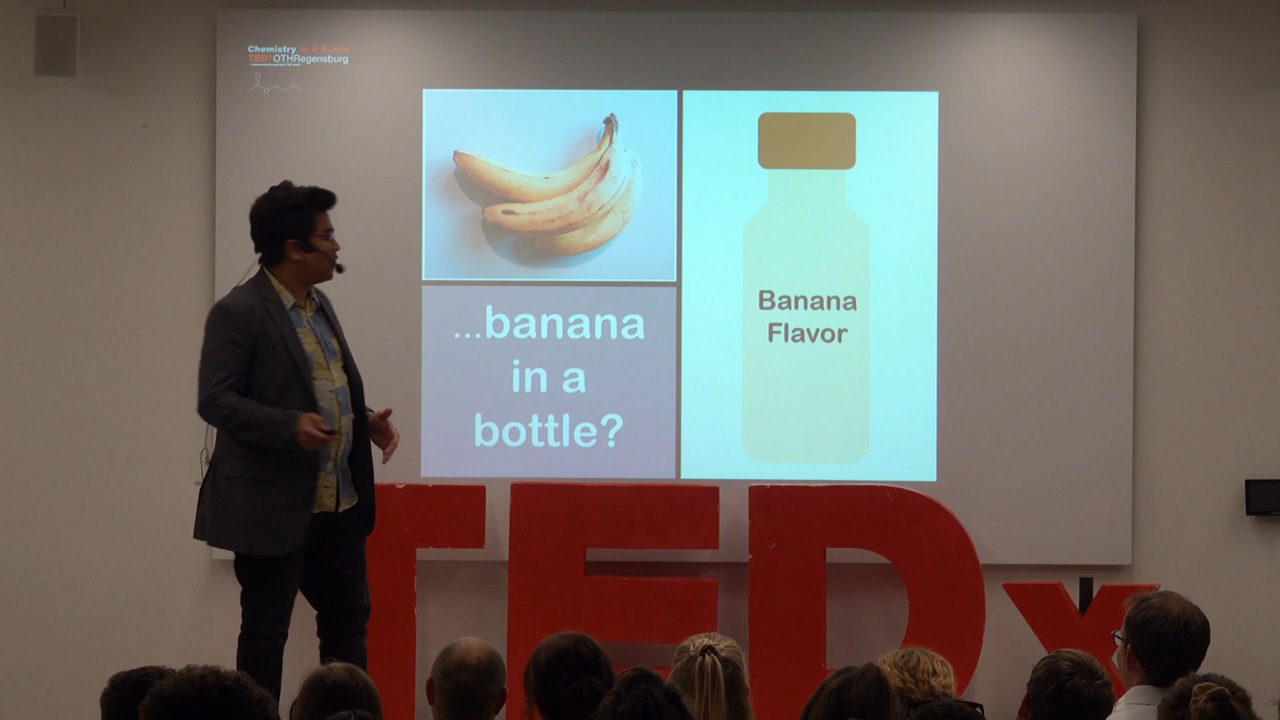 Chemistry In A Bottle
TEDxOTHRegensburg
...banana
in a
bottle?
Banana
Flavor
TEDx